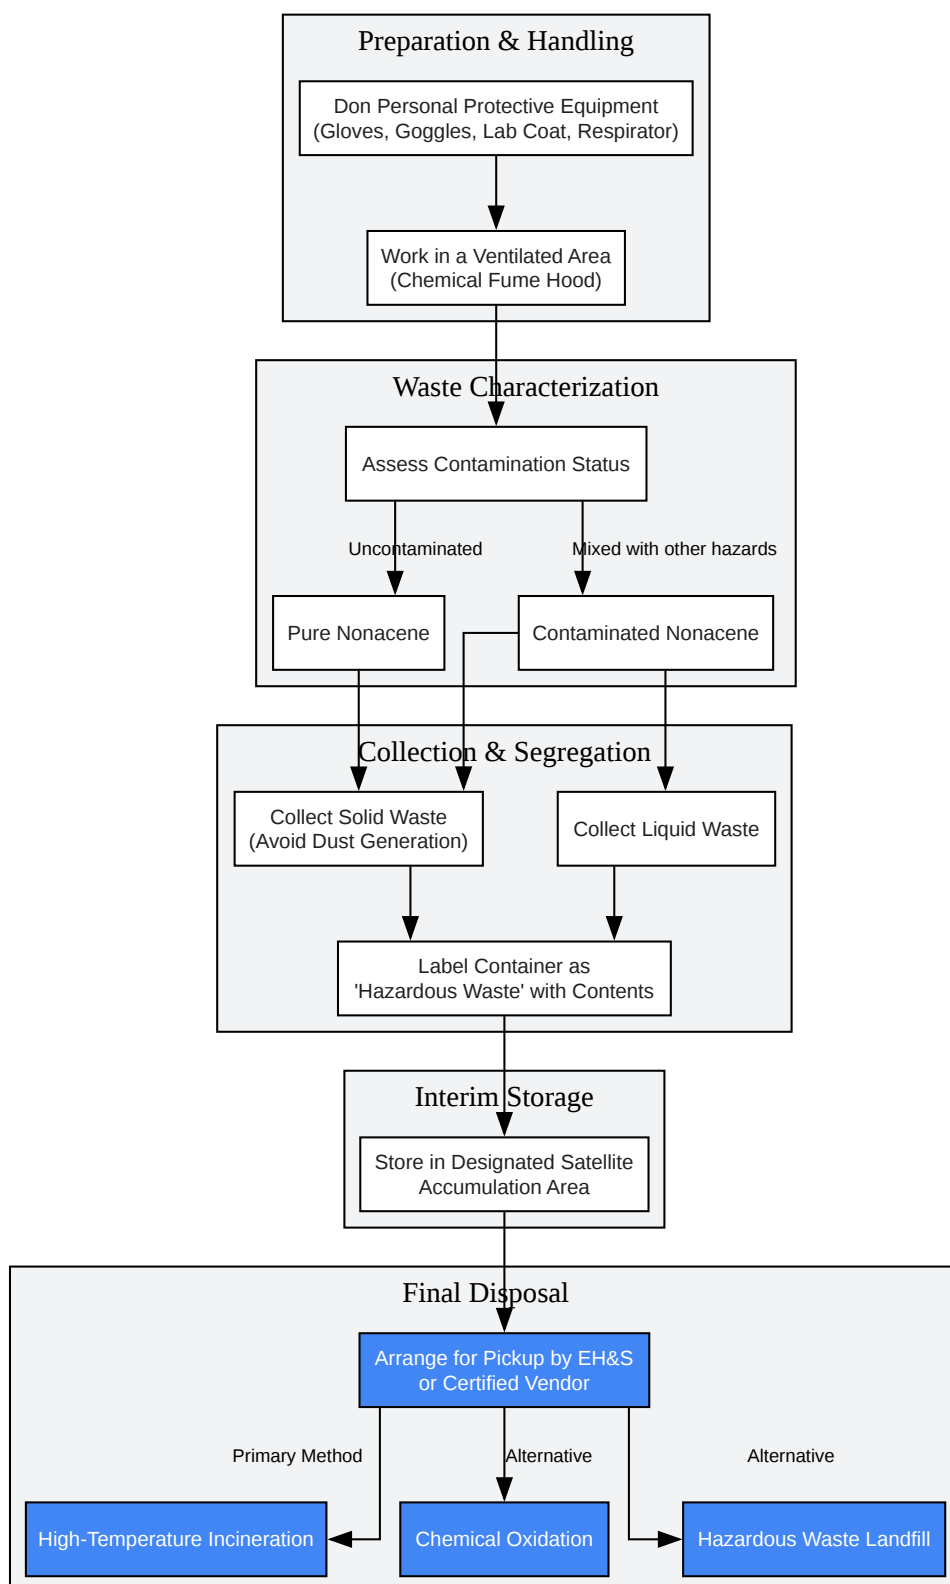 Preparation & Handling
Don Personal Protective Equipment
(Gloves, Goggles, Lab Coat, Respirator)
Work in a Ventilated Area
(Chemical Fume Hood)
Waste Characterization
Assess Contamination Status
Uncontaminated
Mixed with other hazards
Pure Nonacene
Contaminated Nonacene
Collection & Segregation
Collect Solid Waste
(Avoid Dust Generation)
Collect Liquid Waste
Label Container as
'Hazardous Waste' with Contents
Interim Storage
Store in Designated Satellite
Accumulation Area
Final Disposal
Arrange for Pickup by EH&S
or Certified Vendor
Primary Method
Alternative
Alternative
High-Temperature Incineration
Chemical Oxidation
Hazardous Waste Landfill